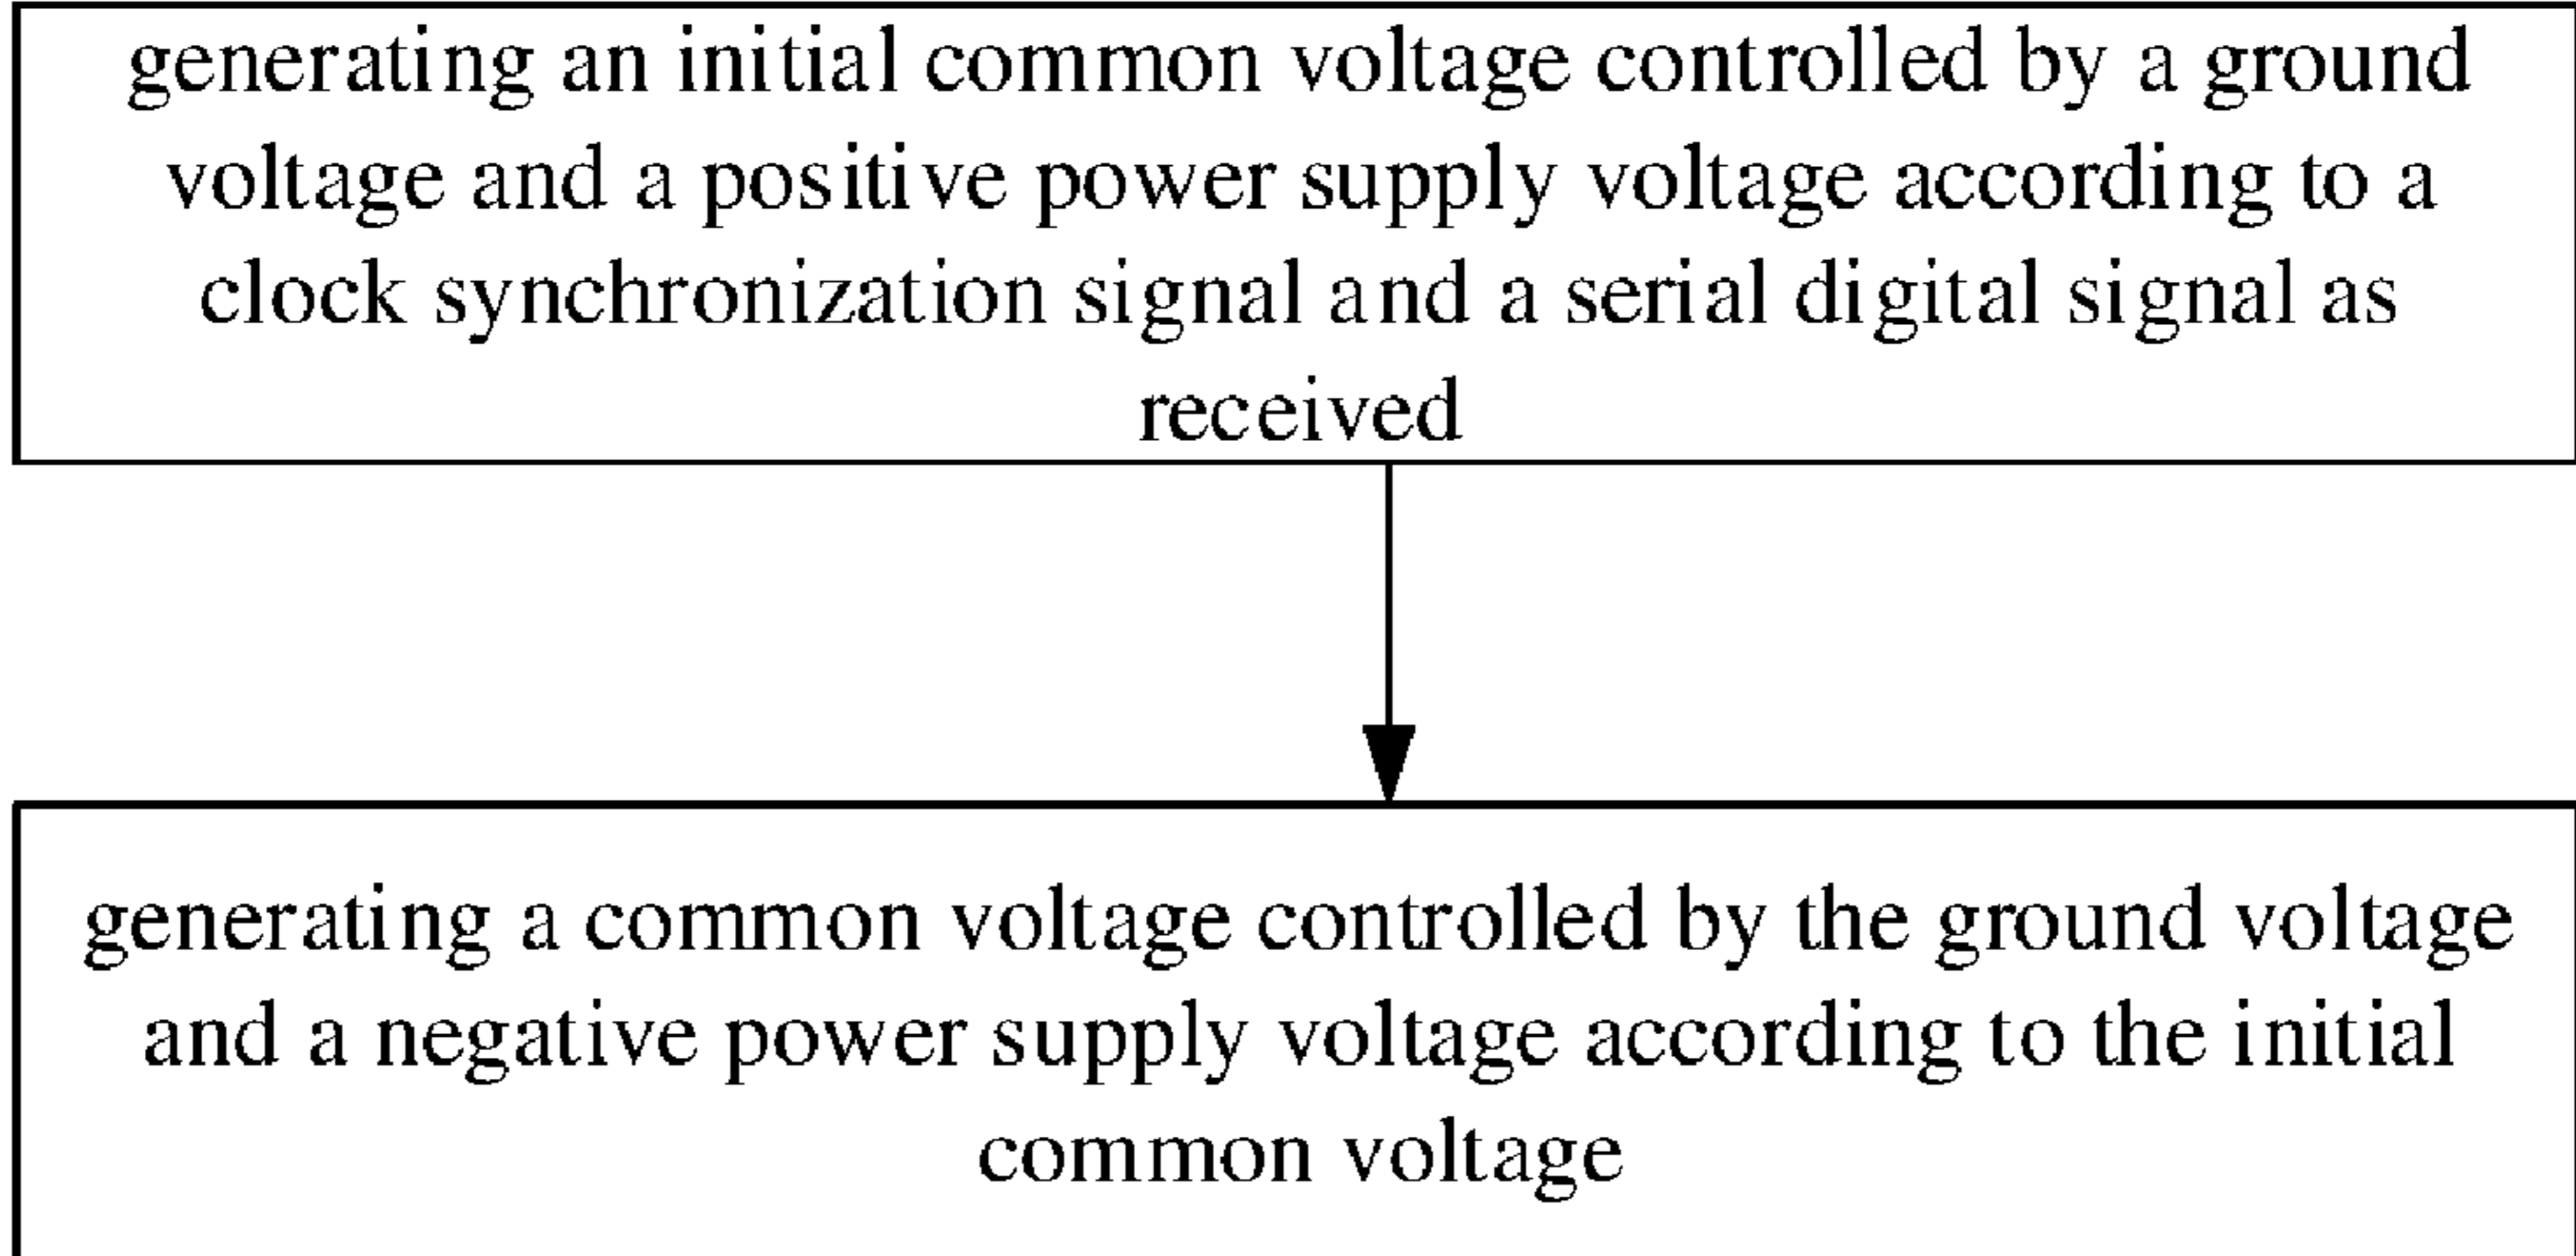 generating an initial common voltage controlled by a ground
voltage and a positive power supply voltage according to a
clock synchronization signal and a serial digital signal as
received
generating a common voltage controlled by the ground voltage
and a negative power supply voltage according to the initial
common voltage